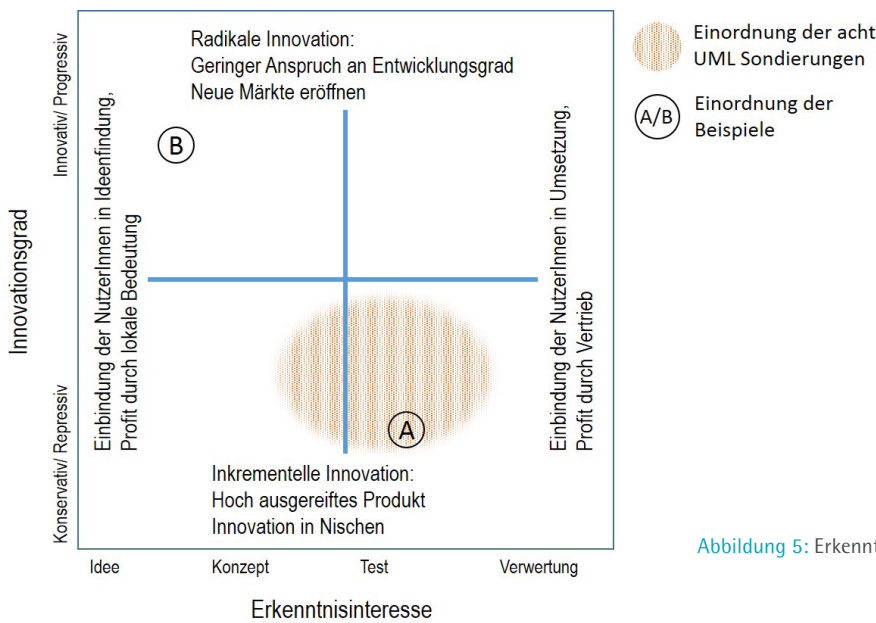 Radikale Innovation:
Geringer Anspruch an Entwicklungsgrad
Neue Märkte eröffnen
Einordnung der acht
UML Sondierungen
A/B
Einordnung der
Beispiele
B
Innovationsgrad
Innovativ/ Progressiv
Konservativ/ Repressiv
Einbindung der NutzerInnen in Ideenfindung,
Profit durch lokale Bedeutung
Einbindung der NutzerInnen in Umsetzung,
Profit durch Vertrieb
A
Inkrementelle Innovation:
Hoch ausgereiftes Produkt
Innovation in Nischen
Idee
Konzept
Test
Verwertung
Erkenntnisinteresse
Abbildung 5: Erkennt